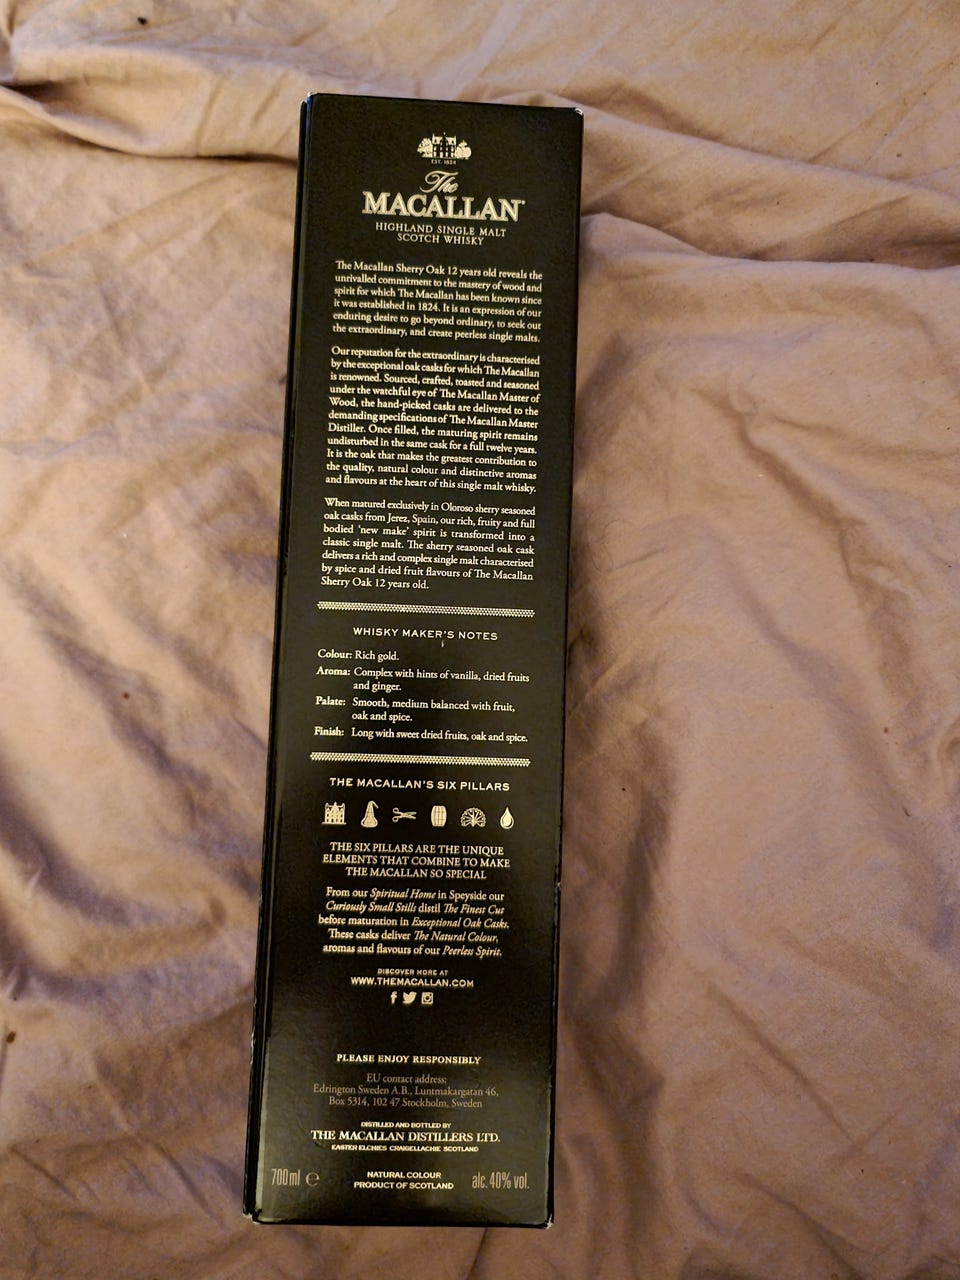 EST. 1824
The
MACALLAN
HIGHLAND SINGLE MALT
SCOTCH WHISKY
The Macallan Sherry Oak 12 years old reveals the
unrivalled commitment to the mastery of wood and
spirit for which The Macallan has been known since
it was established in 1824. It is an expression of our
enduring desire to go beyond ordinary, to seek out
the extraordinary, and create peerless single malts.
Our reputation for the extraordinary is characterised
by the exceptional oak casks for which The Macallan
is renowned. Sourced, crafted, toasted and seasoned
under the watchful eye of The Macallan Master of
Wood, the hand-picked casks are delivered to the
demanding specifications of The Macallan Master
Distiller. Once filled, the maturing spirit remains
undisturbed in the same cask for a full twelve years.
It is the oak that makes the greatest contribution to
the quality, natural colour and distinctive aromas
and flavours at the heart of this single malt whisky.
When matured exclusively in Oloroso sherry seasoned
oak casks from Jerez, Spain, our rich, fruity and full
bodied 'new make' spirit is transformed into a
classic single malt. The sherry seasoned oak cask
delivers a rich and complex single malt characterised
by spice and dried fruit flavours of The Macallan
Sherry Oak 12 years old.
WHISKY MAKER'S NOTES
Colour: Rich gold.
Aroma: Complex with hints of vanilla, dried fruits
and ginger.
Palate: Smooth, medium balanced with fruit,
oak and spice.
Finish: Long with sweet dried fruits, oak and spice.
THE MACALLAN'S SIX PILLARS
THE SIX PILLARS ARE THE UNIQUE
ELEMENTS THAT COMBINE TO MAKE
THE MACALLAN SO SPECIAL
From our Spiritual Home in Speyside our
Curiously Small Stills distil The Finest Cut
before maturation in Exceptional Oak Casks.
These casks deliver The Natural Colour,
aromas and flavours of our Peerless Spirit.
DISCOVER MORE AT
WWW.THEMACALLAN.COM
PLEASE ENJOY RESPONSIBLY
EU contact address:
Edrington Sweden A.B., Luntmakargatan 46,
Box 5314, 102 47 Stockholm, Sweden
DISTILLED AND BOTTLED BY
THE MACALLAN DISTILLERS LTD.
EASTER ELCHIES CRAIGELLACHIE SCOTLAND
700ml e
NATURAL COLOUR
PRODUCT OF SCOTLAND
alc. 40% vol.